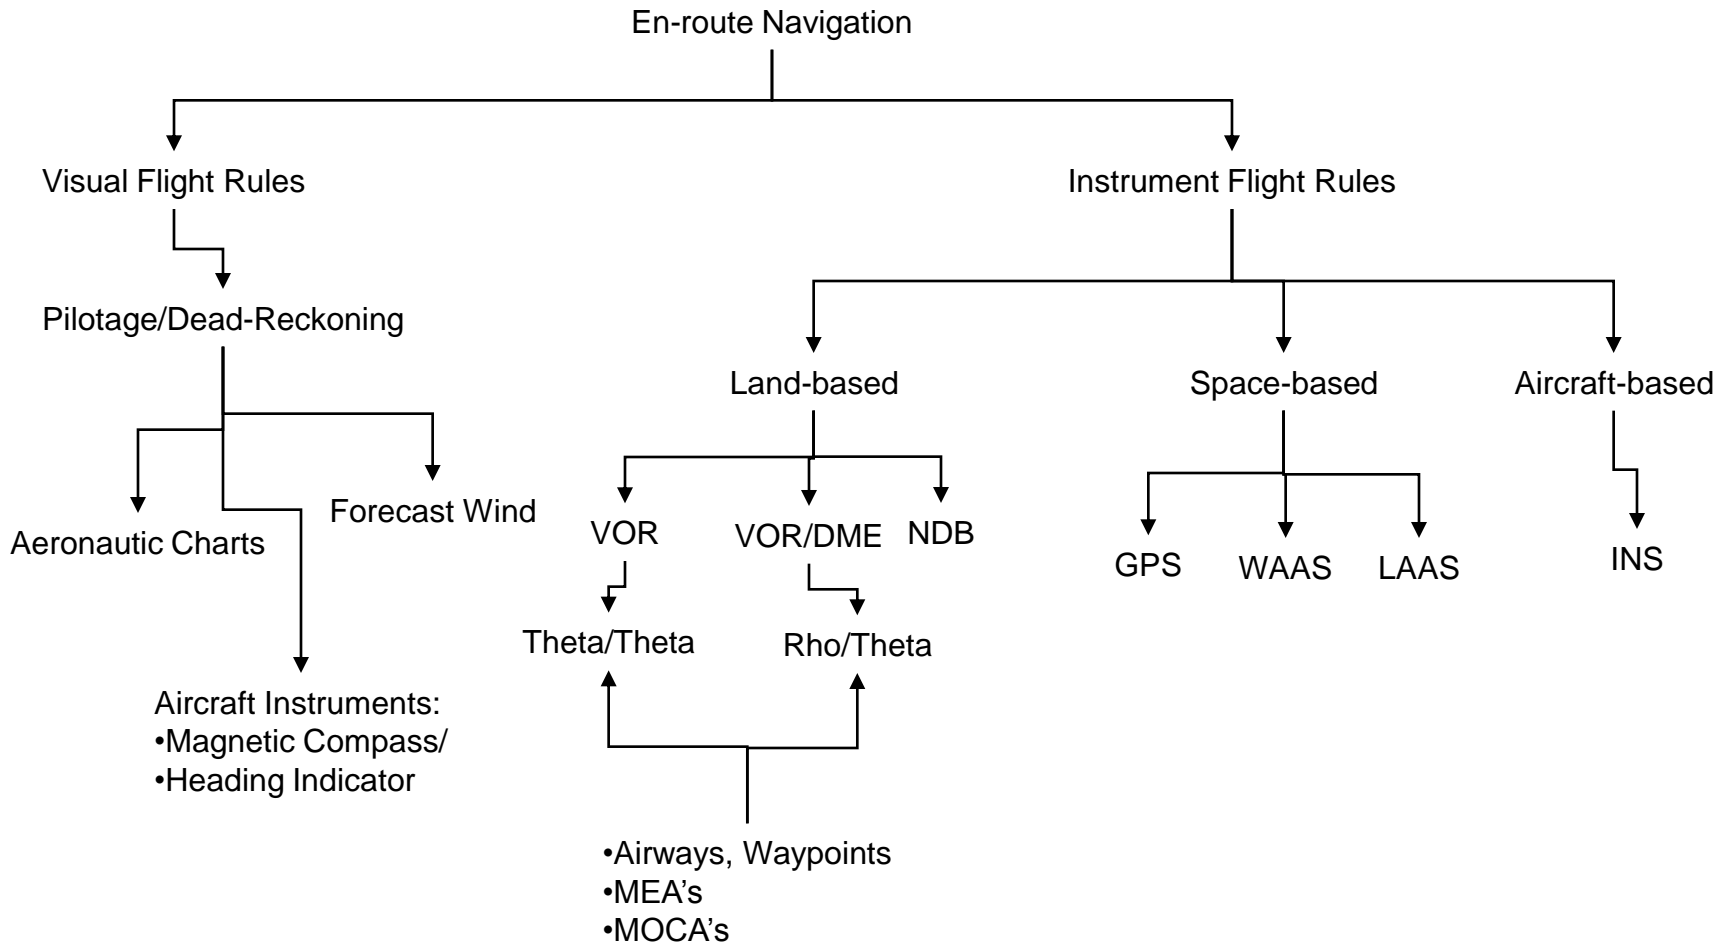 En-route Navigation
Visual Flight Rules
Instrument Flight Rules
Pilotage/Dead-Reckoning
Land-based
Space-based
Aircraft-based
Aeronautic Charts
Forecast Wind
VOR
VOR/DME
NDB
GPS
WAAS
LAAS
INS
Theta/Theta
Rho/Theta
Aircraft Instruments:
•Magnetic Compass/
•Heading Indicator
•Airways, Waypoints
•MEA’s
•MOCA’s